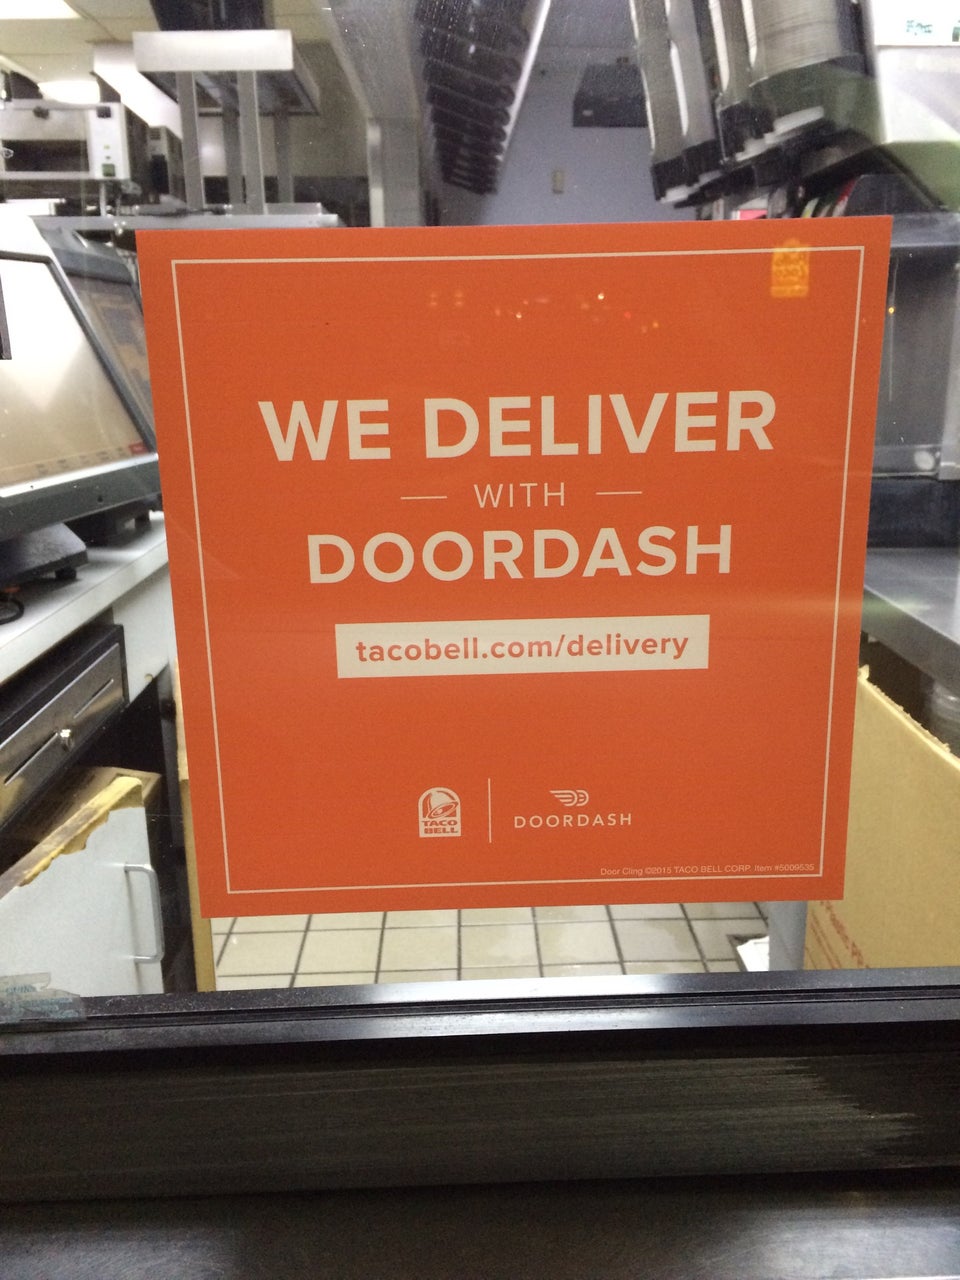 WE DELIVER
WITH
DOORDASH
tacobell.com/delivery
TACO
BELL
DOORDASH
Door Cling ©2015 TACO BELL CORP. Item #5009535